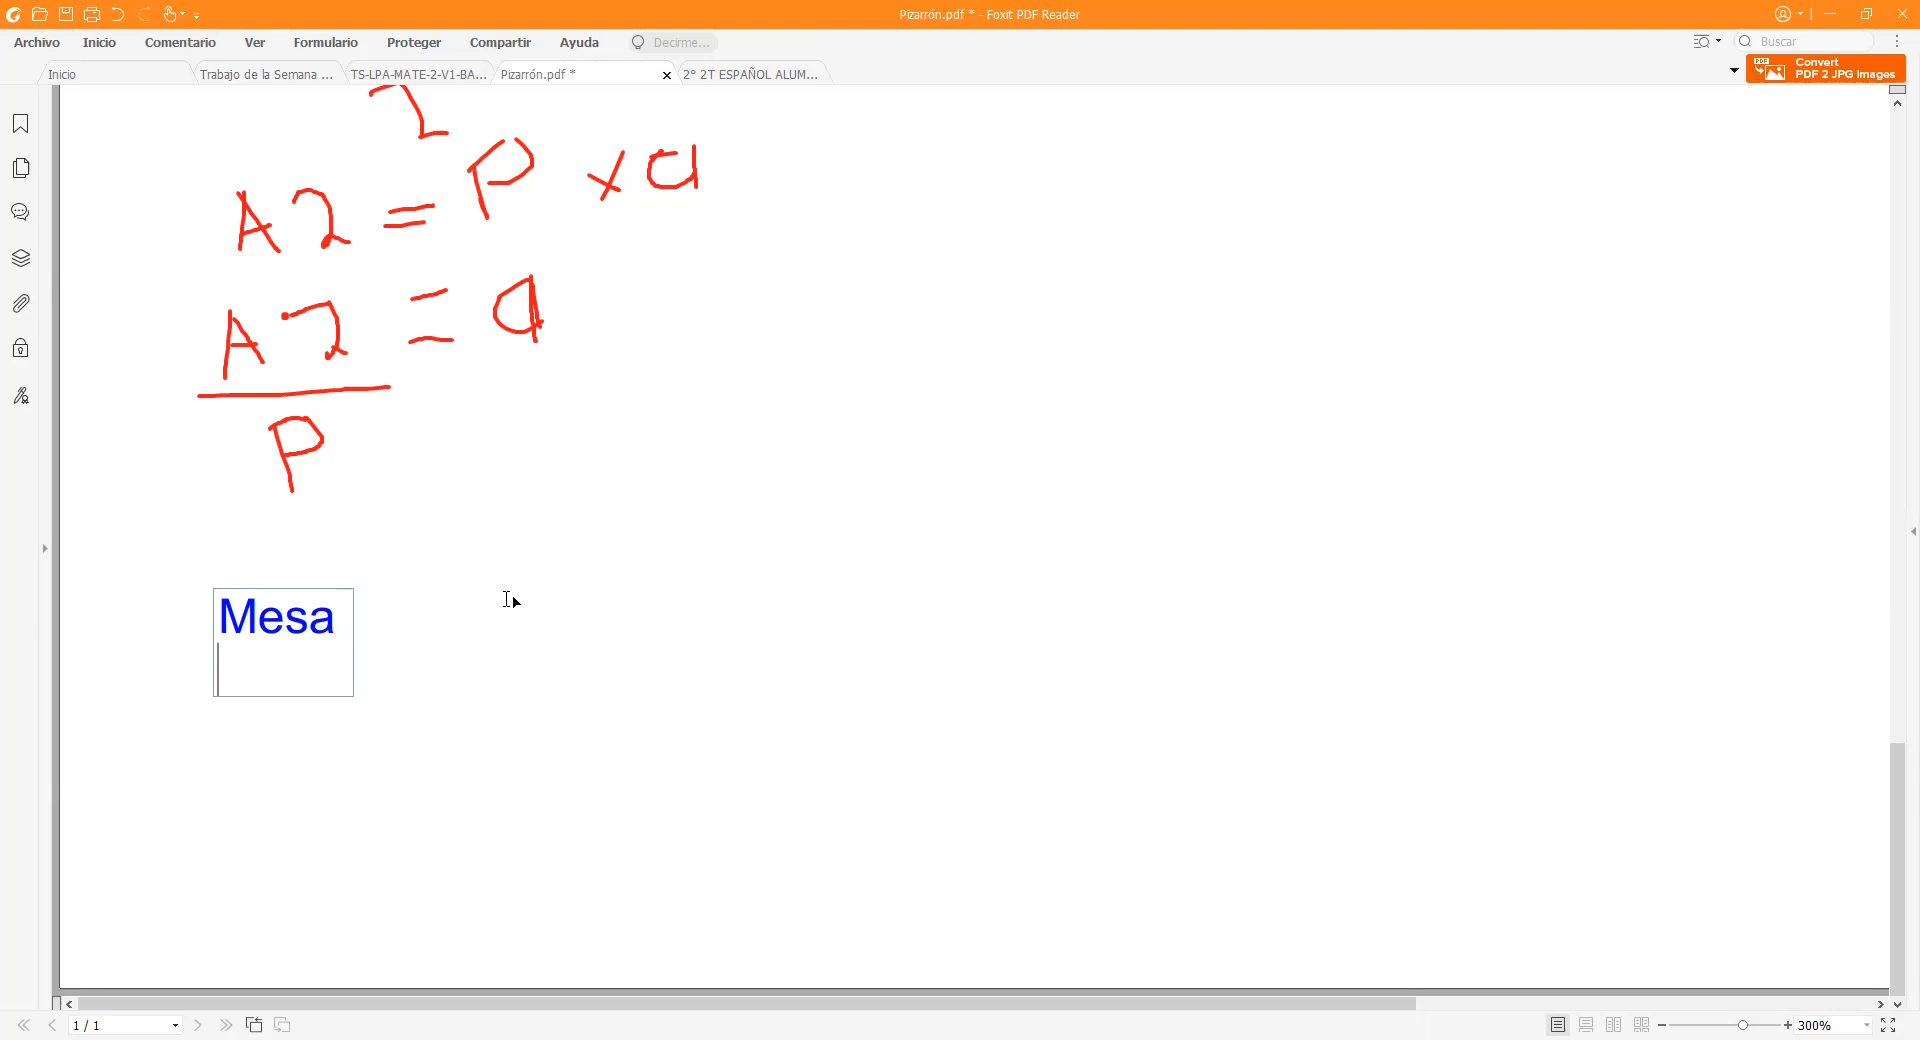 Pizarrón.pdf * - Foxit PDF Reader
Archivo Inicio Comentario Ver Formulario Proteger Compartir Ayuda Decirme... Buscar
Inicio Trabajo de la Semana ... TS-LPA-MATE-2-V1-BA... Pizarrón.pdf * 2° 2T ESPAÑOL ALUM...
PDF Convert
PDF 2 JPG Images
2
A2 = P x a
A2 = a
P
Mesa
1 / 1 300%